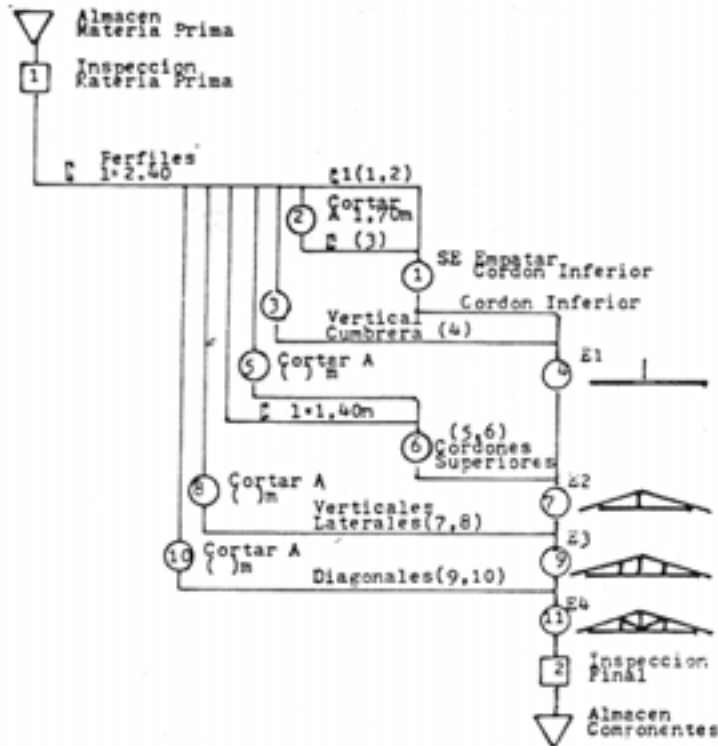 Almacen
Materia Prima
1
Inspeccion
Materia Prima
Perfiles
C 1=2.40
C1(1,2)
2
Cortar
A 1,70m
C (3)
1
SE Empatar
Cordon Inferior
Cordon Inferior
3
Vertical
Cumbrera (4)
E1
4
5
Cortar A
( ) m
C 1=1,40m
6
(5,6)
Cordones
Superiores
E2
7
8
Cortar A
( )m
Verticales
Laterales(7,8)
E3
9
10
Cortar A
( )m
Diagonales(9,10)
E4
11
2
Inspeccion
Final
Almacen
Componentes